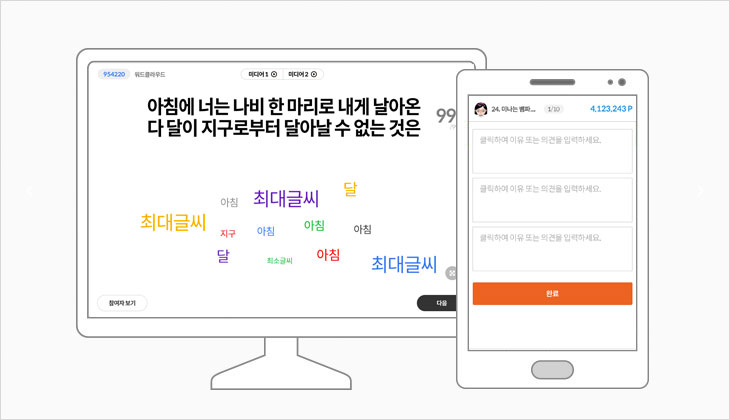 954220 워드클라우드 미디어 1 미디어 2
아침에 너는 나비 한 마리로 내게 날아온
다 달이 지구로부터 달아날 수 없는 것은
99
아침 최대글씨 달
최대글씨 지구 아침 아침 아침
달 최소글씨 아침 최대글씨
참여자 보기 다음
24. 미나는 뱀파... 1/10 4,123,243 P
클릭하여 이유 또는 의견을 입력하세요.
클릭하여 이유 또는 의견을 입력하세요.
클릭하여 이유 또는 의견을 입력하세요.
완료